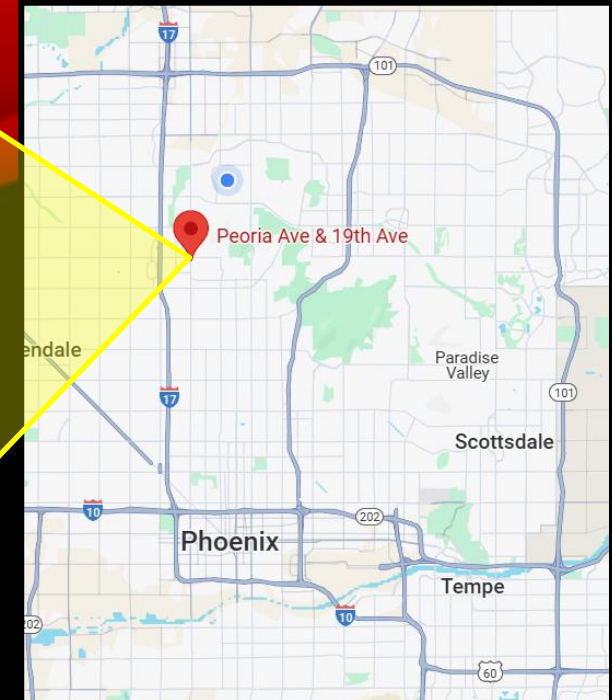 17
101
Peoria Ave & 19th Ave
endale
Paradise
Valley
17
101
Scottsdale
10
202
Phoenix
Tempe
202
10
60